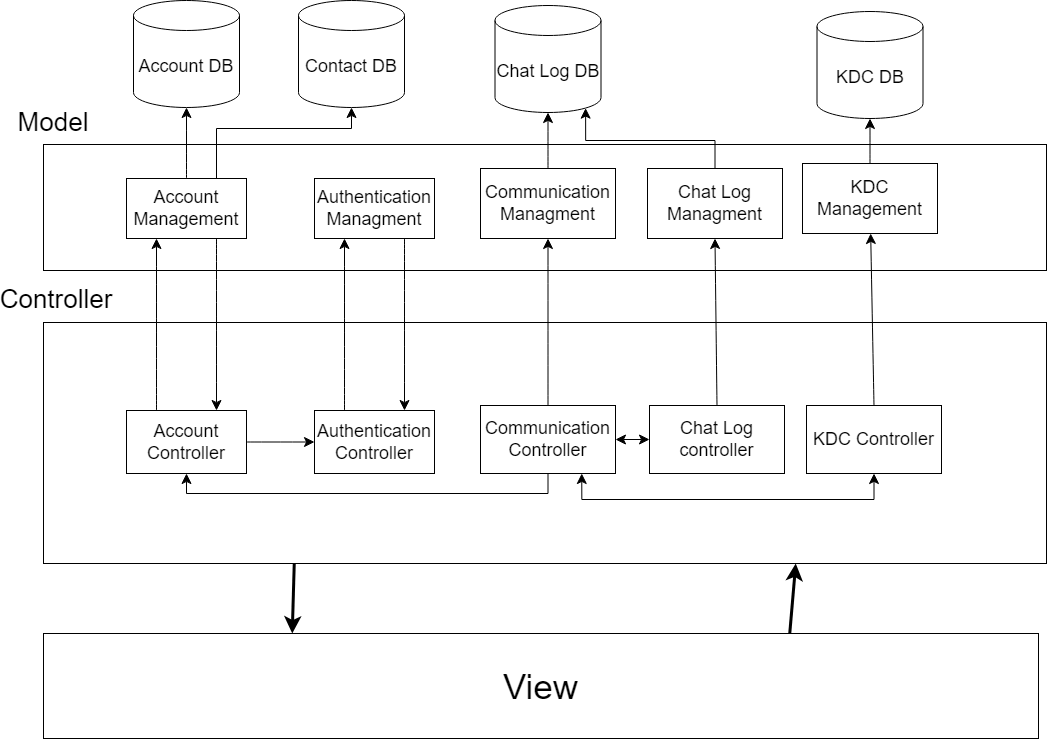 Account DB
Contact DB
Chat Log DB
KDC DB
Model
Account
Management
Authentication
Managment
Communication
Managment
Chat Log
Managment
KDC
Management
Controller
Account
Controller
Authentication
Controller
Communication
Controller
Chat Log
controller
KDC Controller
View